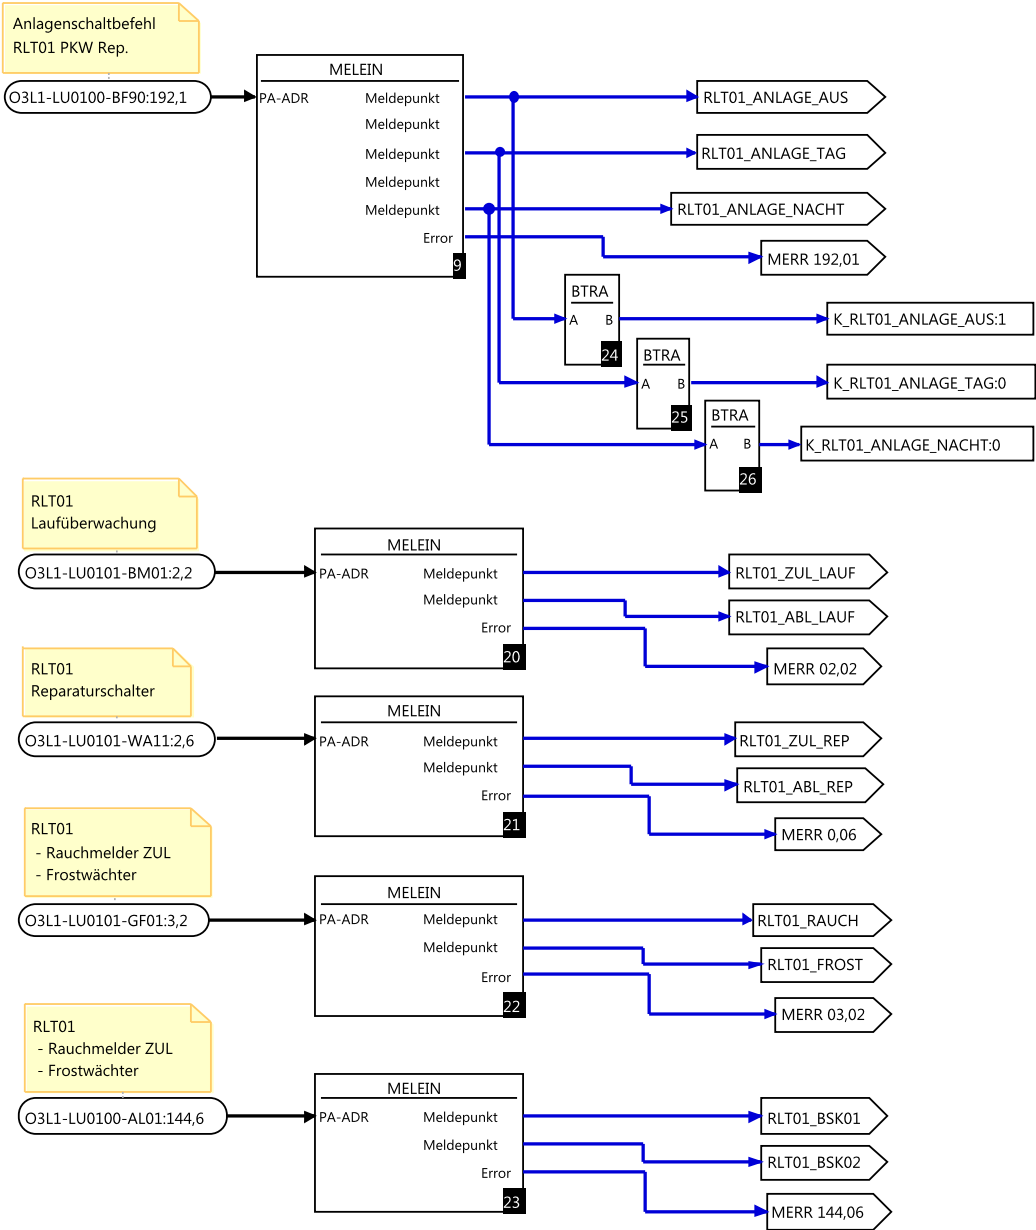 Anlagenschaltbefehl
RLT01 PKW Rep.
O3L1-LU0100-BF90:192,1
MELEIN
PA-ADR
Meldepunkt
Meldepunkt
Meldepunkt
Meldepunkt
Meldepunkt
Error
9
RLT01_ANLAGE_AUS
RLT01_ANLAGE_TAG
RLT01_ANLAGE_NACHT
MERR 192,01
BTRA
A
B
24
K_RLT01_ANLAGE_AUS:1
BTRA
A
B
25
K_RLT01_ANLAGE_TAG:0
BTRA
A
B
26
K_RLT01_ANLAGE_NACHT:0
RLT01
Laufüberwachung
O3L1-LU0101-BM01:2,2
MELEIN
PA-ADR
Meldepunkt
Meldepunkt
Error
20
RLT01_ZUL_LAUF
RLT01_ABL_LAUF
MERR 02,02
RLT01
Reparaturschalter
O3L1-LU0101-WA11:2,6
MELEIN
PA-ADR
Meldepunkt
Meldepunkt
Error
21
RLT01_ZUL_REP
RLT01_ABL_REP
MERR 0,06
RLT01
- Rauchmelder ZUL
- Frostwächter
O3L1-LU0101-GF01:3,2
MELEIN
PA-ADR
Meldepunkt
Meldepunkt
Error
22
RLT01_RAUCH
RLT01_FROST
MERR 03,02
RLT01
- Rauchmelder ZUL
- Frostwächter
O3L1-LU0100-AL01:144,6
MELEIN
PA-ADR
Meldepunkt
Meldepunkt
Error
23
RLT01_BSK01
RLT01_BSK02
MERR 144,06